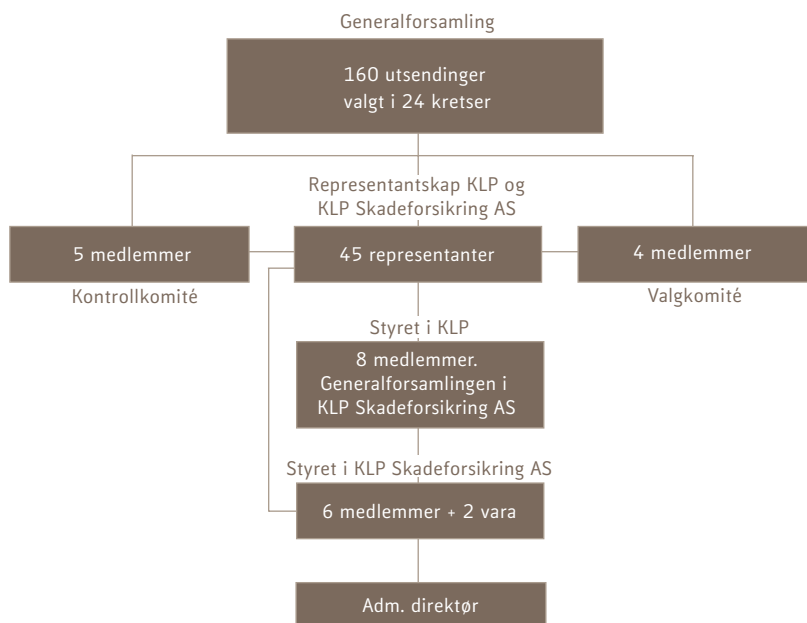 Generalforsamling
160 utsendinger
valgt i 24 kretser
Representantskap KLP og
KLP Skadeforsikring AS
5 medlemmer
45 representanter
4 medlemmer
Kontrollkomité
Valgkomité
Styret i KLP
8 medlemmer.
Generalforsamlingen i
KLP Skadeforsikring AS
Styret i KLP Skadeforsikring AS
6 medlemmer + 2 vara
Adm. direktør